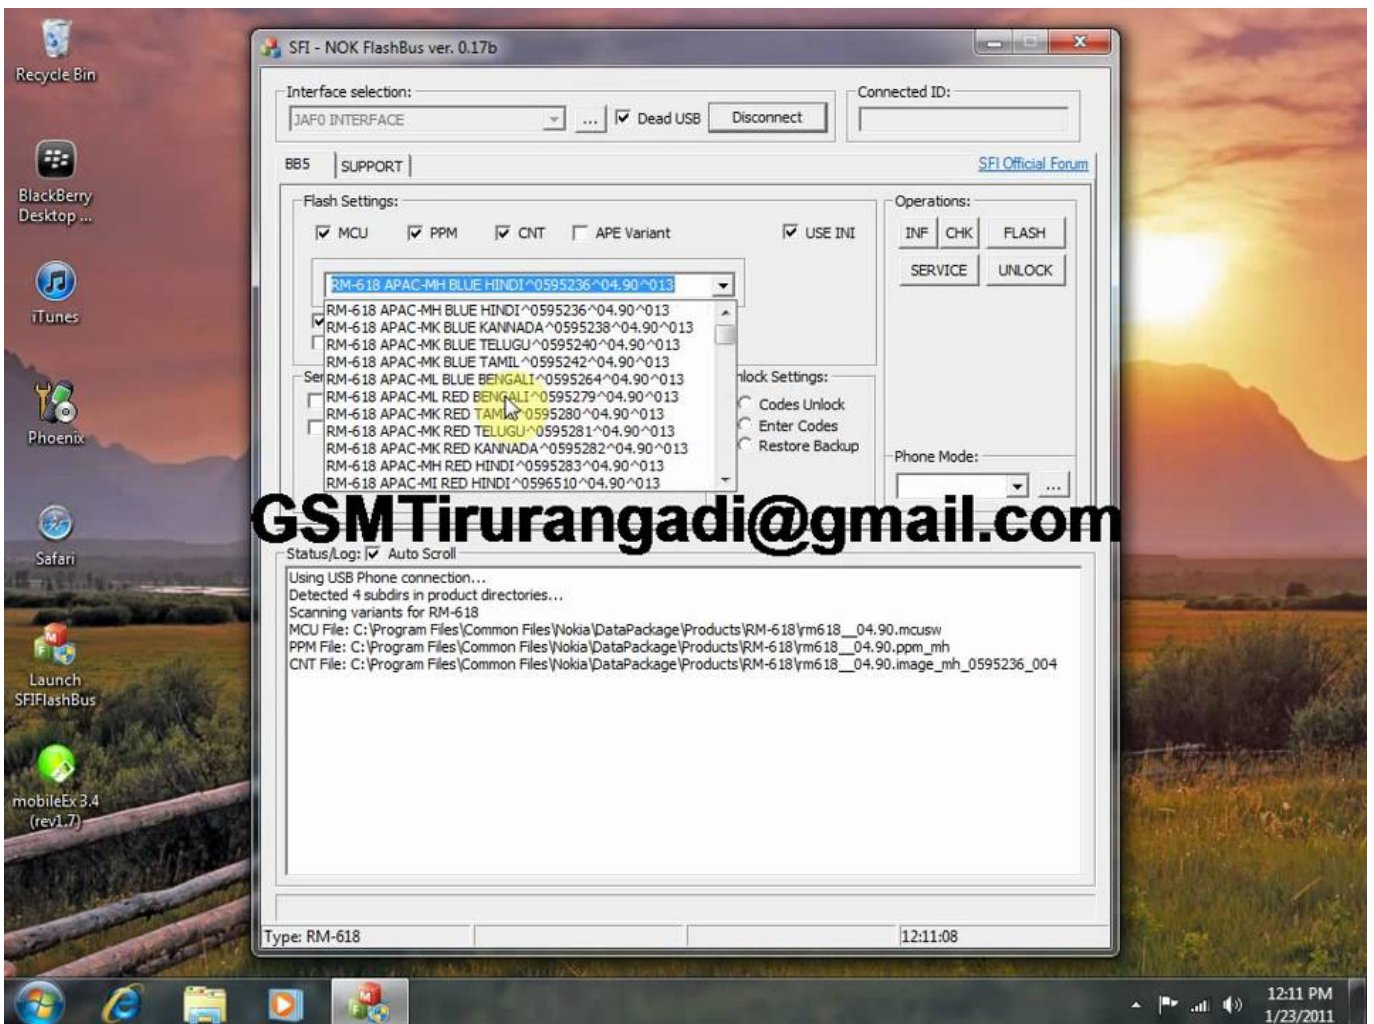 Recycle Bin
BlackBerry
Desktop ...
iTunes
Phoenix
Safari
Launch
SFIFlashBus
mobileEx 3.4
(rev1.7)
SFI - NOK FlashBus ver. 0.17b
Interface selection:
JAF0 INTERFACE
...
Dead USB
Disconnect
Connected ID:
BB5
SUPPORT
SFI Official Forum
Flash Settings:
MCU
PPM
CNT
APE Variant
USE INI
RM-618 APAC-MH BLUE HINDI^0595236^04.90^013
RM-618 APAC-MH BLUE HINDI^0595236^04.90^013
RM-618 APAC-MK BLUE KANNADA^0595238^04.90^013
RM-618 APAC-MK BLUE TELUGU^0595240^04.90^013
RM-618 APAC-MK BLUE TAMIL^0595242^04.90^013
RM-618 APAC-ML BLUE BENGALI^0595264^04.90^013
RM-618 APAC-ML RED BENGALI^0595279^04.90^013
RM-618 APAC-MK RED TAMIL^0595280^04.90^013
RM-618 APAC-MK RED TELUGU^0595281^04.90^013
RM-618 APAC-MK RED KANNADA^0595282^04.90^013
RM-618 APAC-MH RED HINDI^0595283^04.90^013
RM-618 APAC-MI RED HINDI^0596510^04.90^013
Operations:
INF
CHK
FLASH
SERVICE
UNLOCK
Settings:
Codes Unlock
Enter Codes
Restore Backup
Phone Mode:
...
GSMTirurangadi@gmail.com
Status/Log:
Auto Scroll
Using USB Phone connection...
Detected 4 subdirs in product directories...
Scanning variants for RM-618
MCU File: C:\Program Files\Common Files\Nokia\DataPackage\Products\RM-618\rm618__04.90.mcusw
PPM File: C:\Program Files\Common Files\Nokia\DataPackage\Products\RM-618\rm618__04.90.ppm_mh
CNT File: C:\Program Files\Common Files\Nokia\DataPackage\Products\RM-618\rm618__04.90.image_mh_0595236_004
Type: RM-618
12:11:08
12:11 PM
1/23/2011